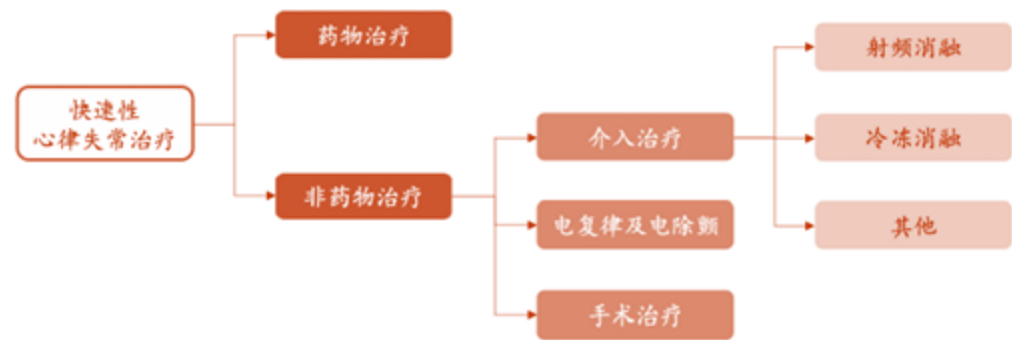 快速性
心律失常治疗
药物治疗
非药物治疗
介入治疗
电复律及电除颤
手术治疗
射频消融
冷冻消融
其他